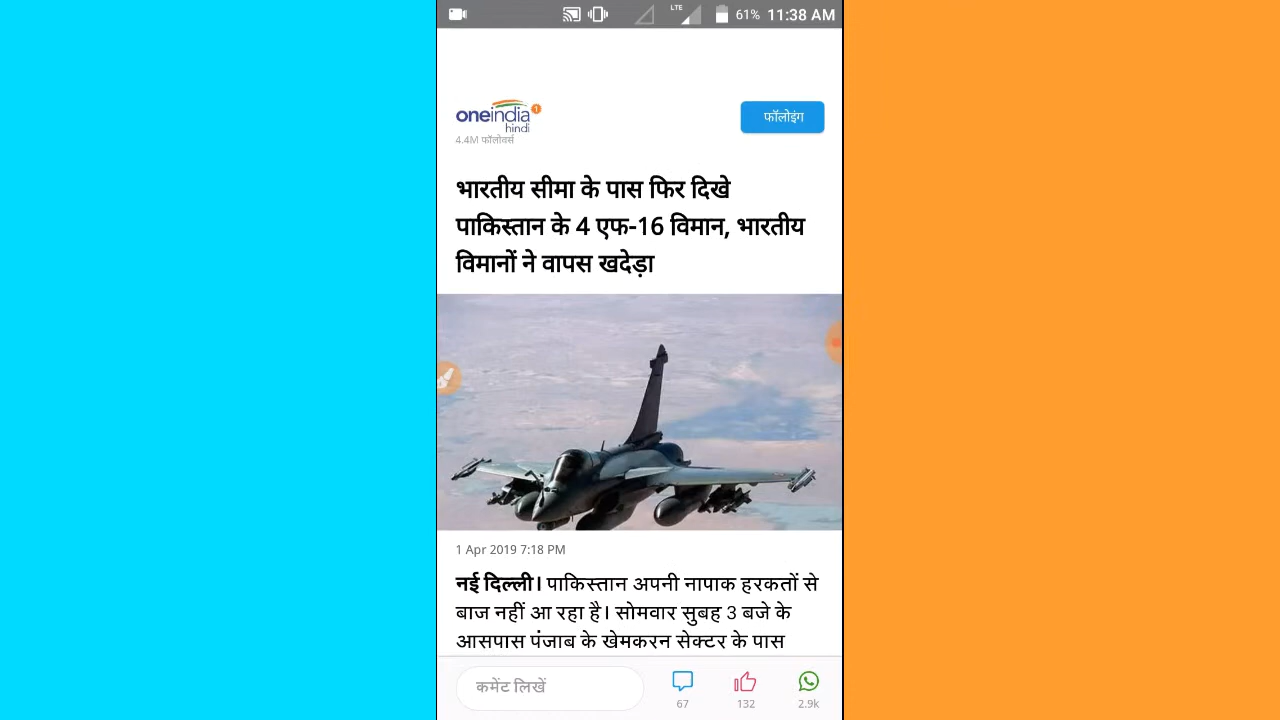 LTE 61% 11:38 AM
oneindia 1
hindi
4.4M फॉलोवर्स
फॉलोइंग
भारतीय सीमा के पास फिर दिखे
पाकिस्तान के 4 एफ-16 विमान, भारतीय
विमानों ने वापस खदेड़ा
1 Apr 2019 7:18 PM
नई दिल्ली। पाकिस्तान अपनी नापाक हरकतों से
बाज नहीं आ रहा है। सोमवार सुबह 3 बजे के
आसपास पंजाब के खेमकरन सेक्टर के पास
कमेंट लिखें
67 132 2.9k